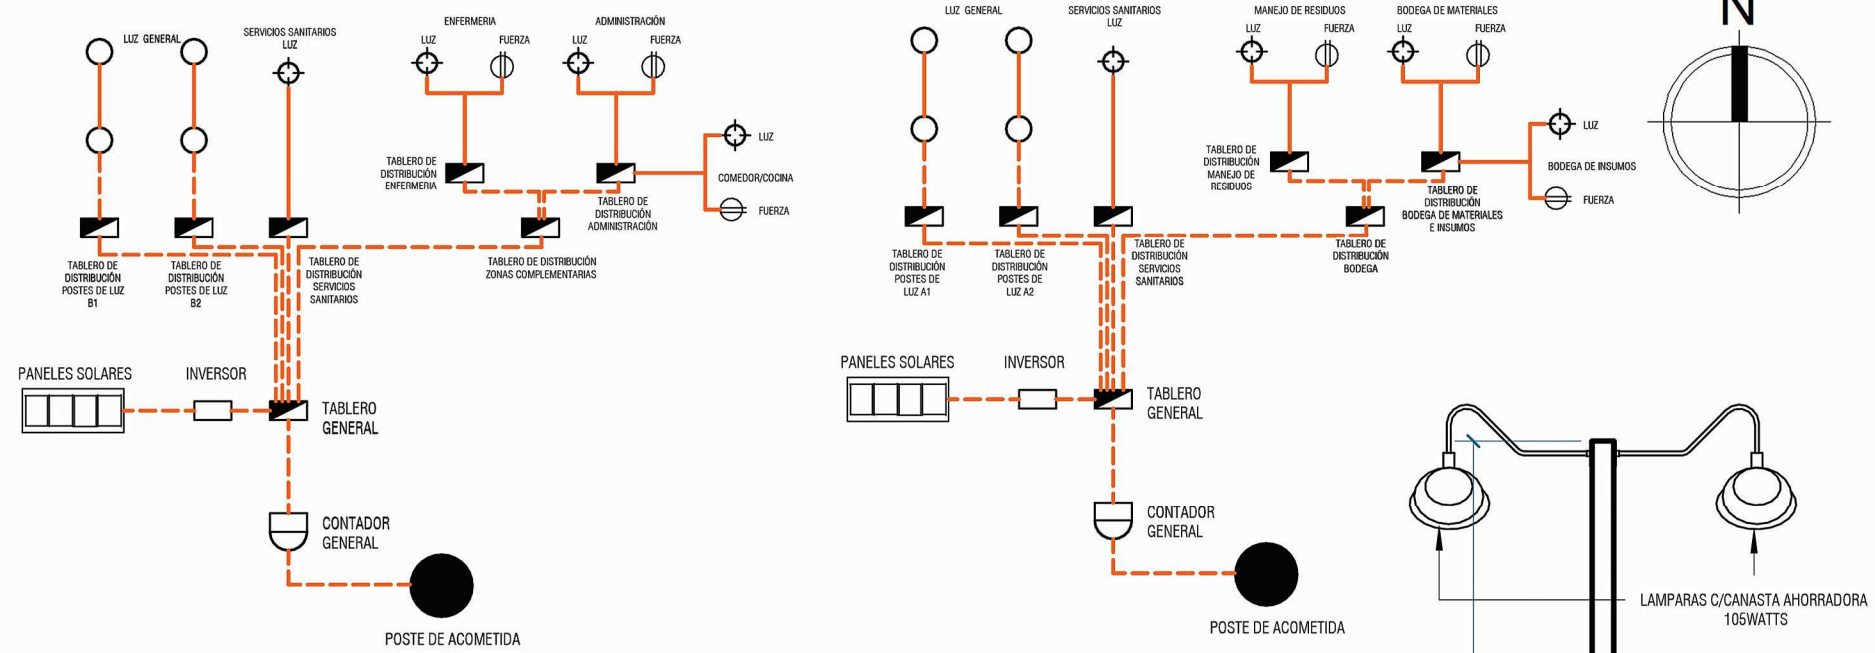 LUZ GENERAL
SERVICIOS SANITARIOS
LUZ
ENFERMERIA
LUZ
FUERZA
ADMINISTRACIÓN
LUZ
FUERZA
TABLERO DE
DISTRIBUCIÓN
ENFERMERIA
LUZ
COMEDOR/COCINA
FUERZA
TABLERO DE
DISTRIBUCIÓN
ADMINISTRACIÓN
TABLERO DE
DISTRIBUCIÓN
POSTES DE LUZ
B1
TABLERO DE
DISTRIBUCIÓN
POSTES DE LUZ
B2
TABLERO DE
DISTRIBUCIÓN
SERVICIOS
SANITARIOS
TABLERO DE DISTRIBUCIÓN
ZONAS COMPLEMENTARIAS
PANELES SOLARES
INVERSOR
TABLERO
GENERAL
CONTADOR
GENERAL
POSTE DE ACOMETIDA
LUZ GENERAL
SERVICIOS SANITARIOS
LUZ
MANEJO DE RESIDUOS
LUZ
FUERZA
BODEGA DE MATERIALES
LUZ
FUERZA
TABLERO DE
DISTRIBUCIÓN
MANEJO DE
RESIDUOS
LUZ
BODEGA DE INSUMOS
FUERZA
TABLERO DE
DISTRIBUCIÓN
BODEGA DE MATERIALES
E INSUMOS
TABLERO DE
DISTRIBUCIÓN
POSTES DE
LUZ A1
TABLERO DE
DISTRIBUCIÓN
POSTES DE
LUZ A2
TABLERO DE
DISTRIBUCIÓN
SERVICIOS
SANITARIOS
TABLERO DE
DISTRIBUCIÓN
BODEGA
PANELES SOLARES
INVERSOR
TABLERO
GENERAL
CONTADOR
GENERAL
POSTE DE ACOMETIDA
N
LAMPARAS C/CANASTA AHORRADORA
105WATTS